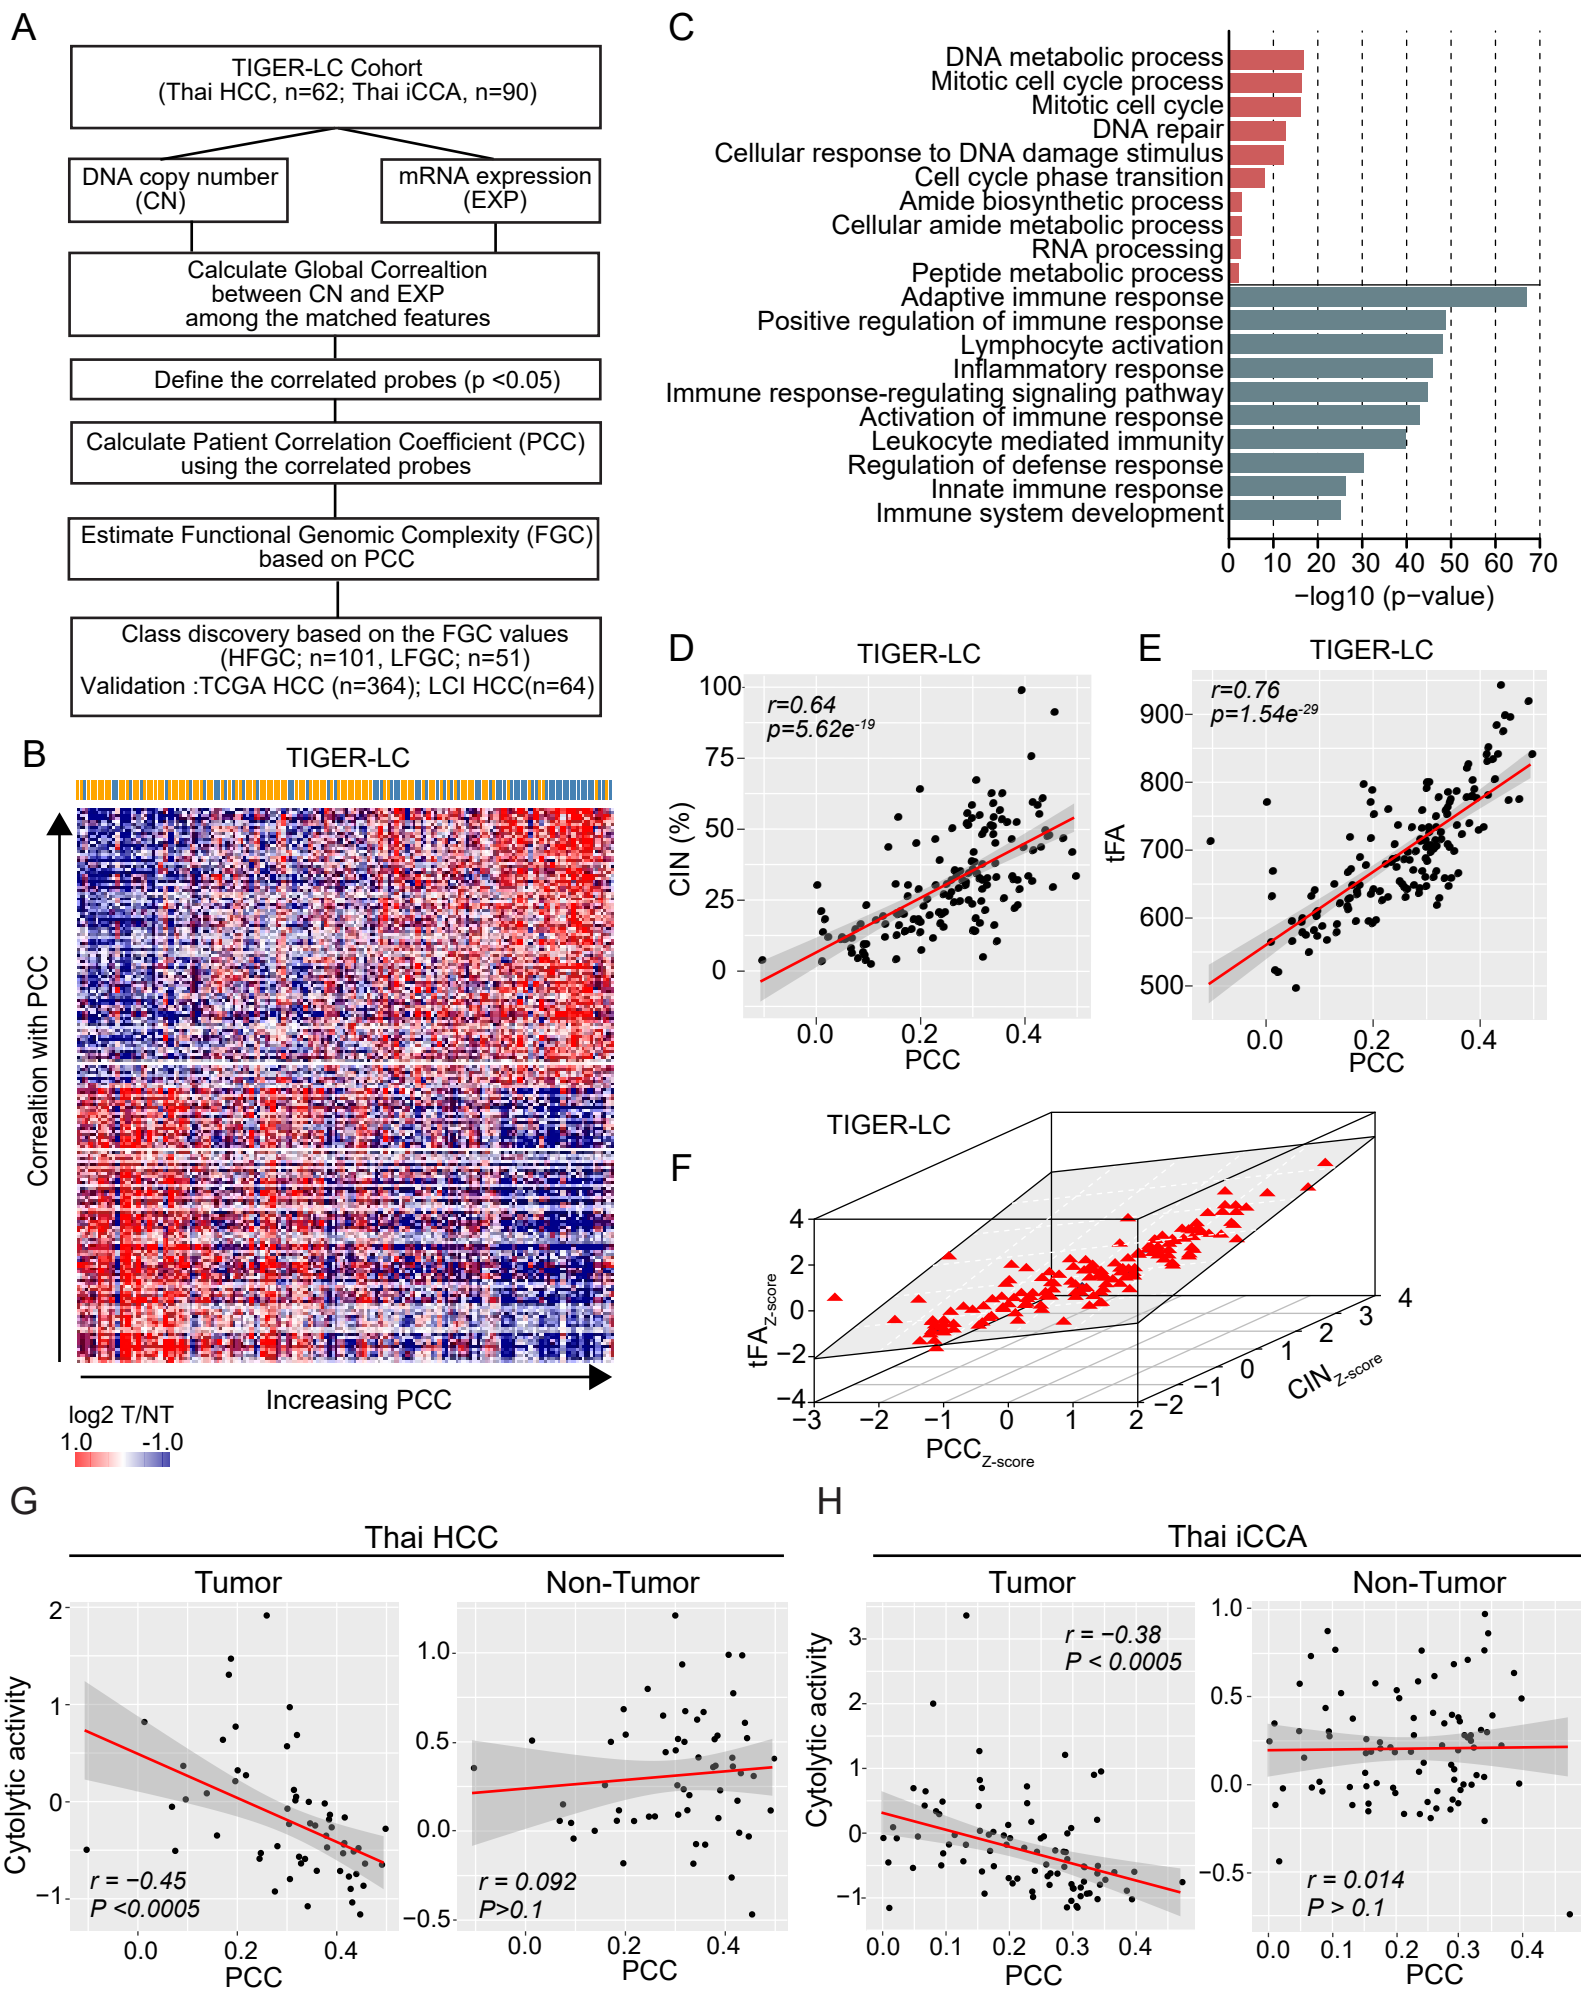 A
TIGER-LC Cohort
(Thai HCC, n=62; Thai iCCA, n=90)
DNA copy number
(CN)
mRNA expression
(EXP)
Calculate Global Correaltion
between CN and EXP
among the matched features
Define the correlated probes (p <0.05)
Calculate Patient Correlation Coefficient (PCC)
using the correlated probes
Estimate Functional Genomic Complexity (FGC)
based on PCC
Class discovery based on the FGC values
(HFGC; n=101, LFGC; n=51)
Validation :TCGA HCC (n=364); LCI HCC(n=64)
B
TIGER-LC
Correaltion with PCC
Increasing PCC
log2 T/NT
1.0 -1.0
C
DNA metabolic process
Mitotic cell cycle process
Mitotic cell cycle
DNA repair
Cellular response to DNA damage stimulus
Cell cycle phase transition
Amide biosynthetic process
Cellular amide metabolic process
RNA processing
Peptide metabolic process
Adaptive immune response
Positive regulation of immune response
Lymphocyte activation
Inflammatory response
Immune response-regulating signaling pathway
Activation of immune response
Leukocyte mediated immunity
Regulation of defense response
Innate immune response
Immune system development
0 10 20 30 40 50 60 70
−log10 (p−value)
D
TIGER-LC
r=0.64
p=5.62e-19
CIN (%)
100
75
50
25
0
0.0 0.2 0.4
PCC
E
TIGER-LC
r=0.76
p=1.54e-29
tFA
900
800
700
600
500
0.0 0.2 0.4
PCC
F
TIGER-LC
tFAZ-score
4
2
0
−2
−4
−3 −2 −1 0 1 2
PCCZ-score
−2 −1 0 1 2 3 4
CINZ-score
G
Thai HCC
Tumor
Cytolytic activity
2
1
0
−1
r = −0.45
P <0.0005
0.0 0.2 0.4
PCC
Non-Tumor
1.0
0.5
0.0
−0.5
r = 0.092
P>0.1
0.0 0.2 0.4
PCC
H
Thai iCCA
Tumor
Cytolytic activity
3
2
1
0
−1
r = −0.38
P < 0.0005
0.0 0.1 0.2 0.3 0.4
PCC
Non-Tumor
1.0
0.5
0.0
−0.5
r = 0.014
P > 0.1
0.0 0.1 0.2 0.3 0.4
PCC